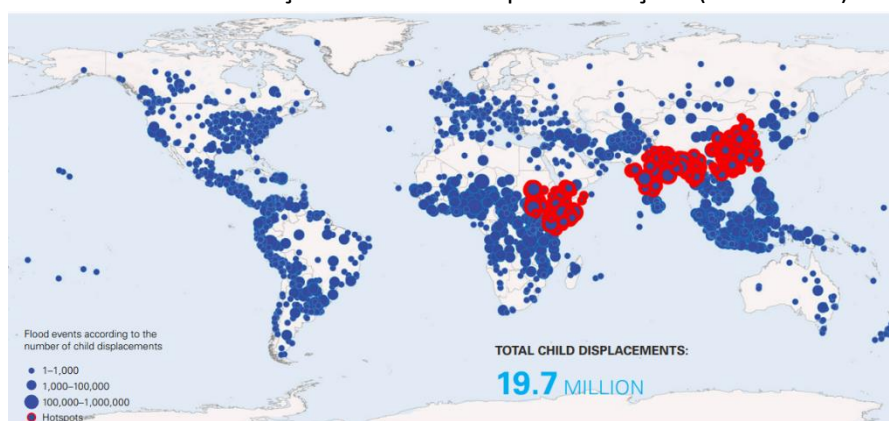 Flood events according to the
number of child displacements
1–1,000
1,000–100,000
100,000–1,000,000
Hotspots
TOTAL CHILD DISPLACEMENTS:
19.7 MILLION